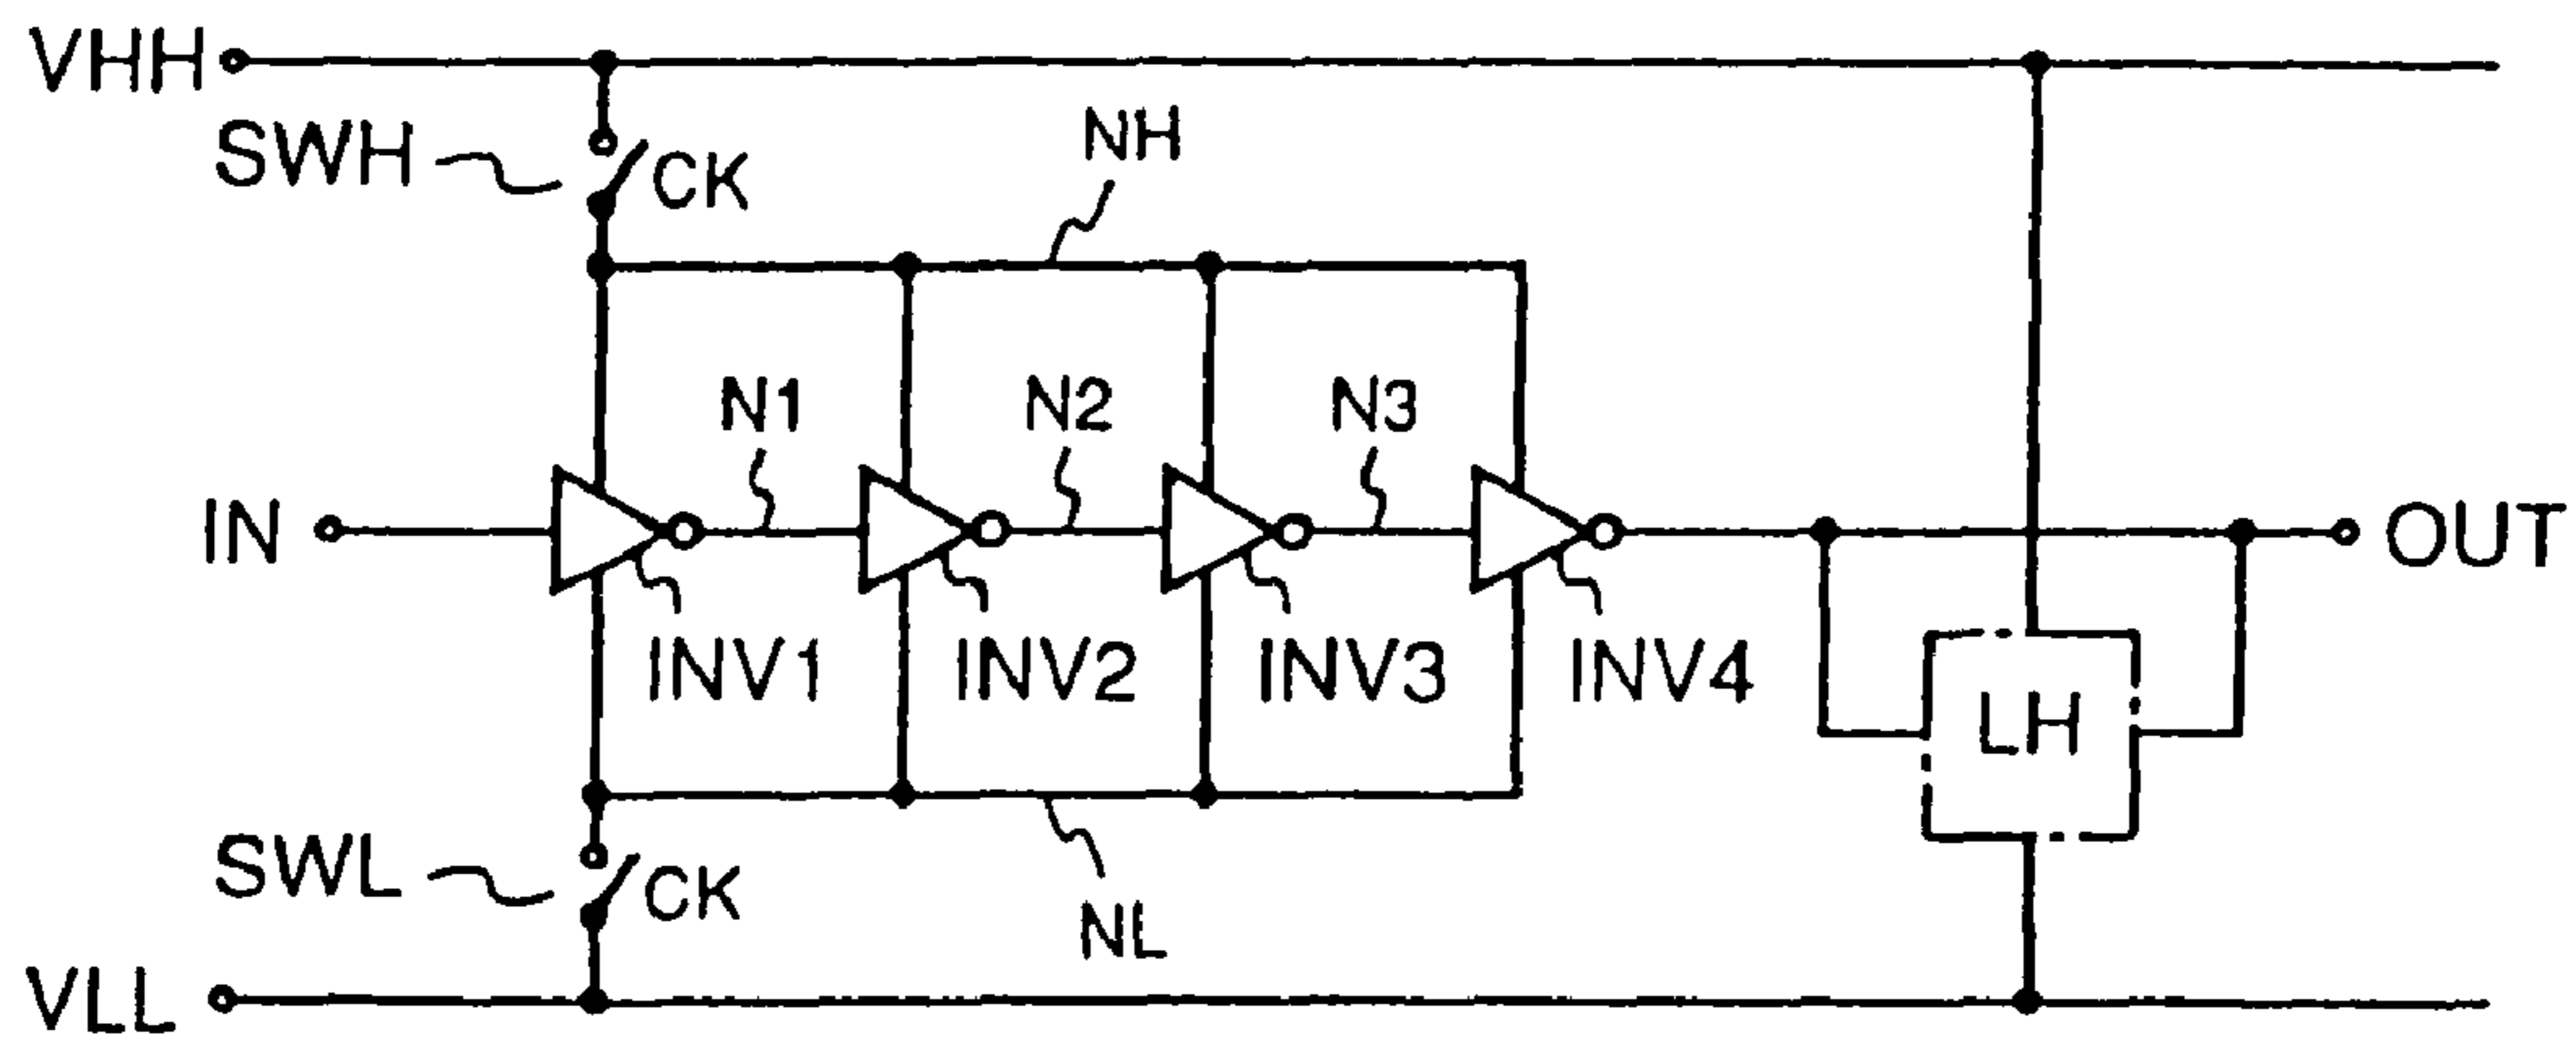 VHH
SWH
CK
NH
N1
N2
N3
IN
OUT
INV1
INV2
INV3
INV4
LH
SWL
CK
NL
VLL